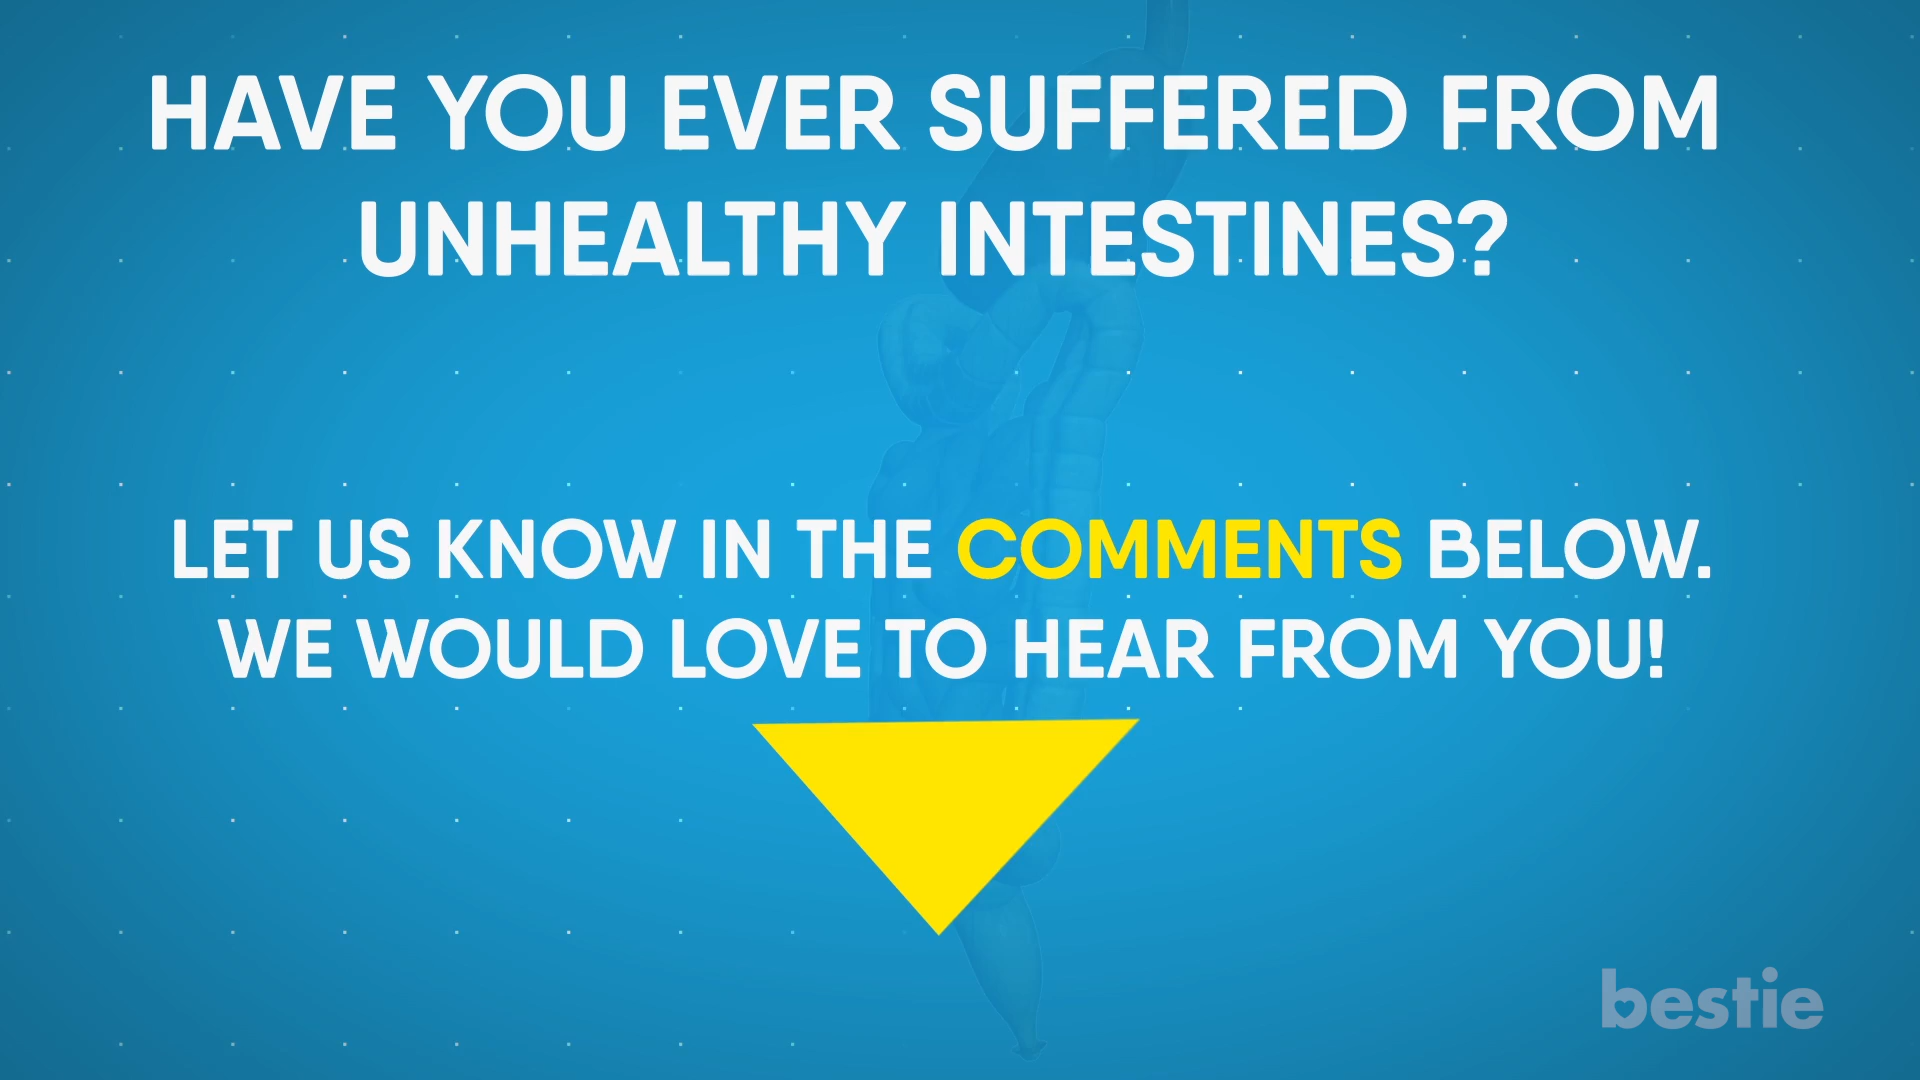 HAVE YOU EVER SUFFERED FROM
UNHEALTHY INTESTINES?
LET US KNOW IN THE COMMENTS BELOW.
WE WOULD LOVE TO HEAR FROM YOU!
bestie